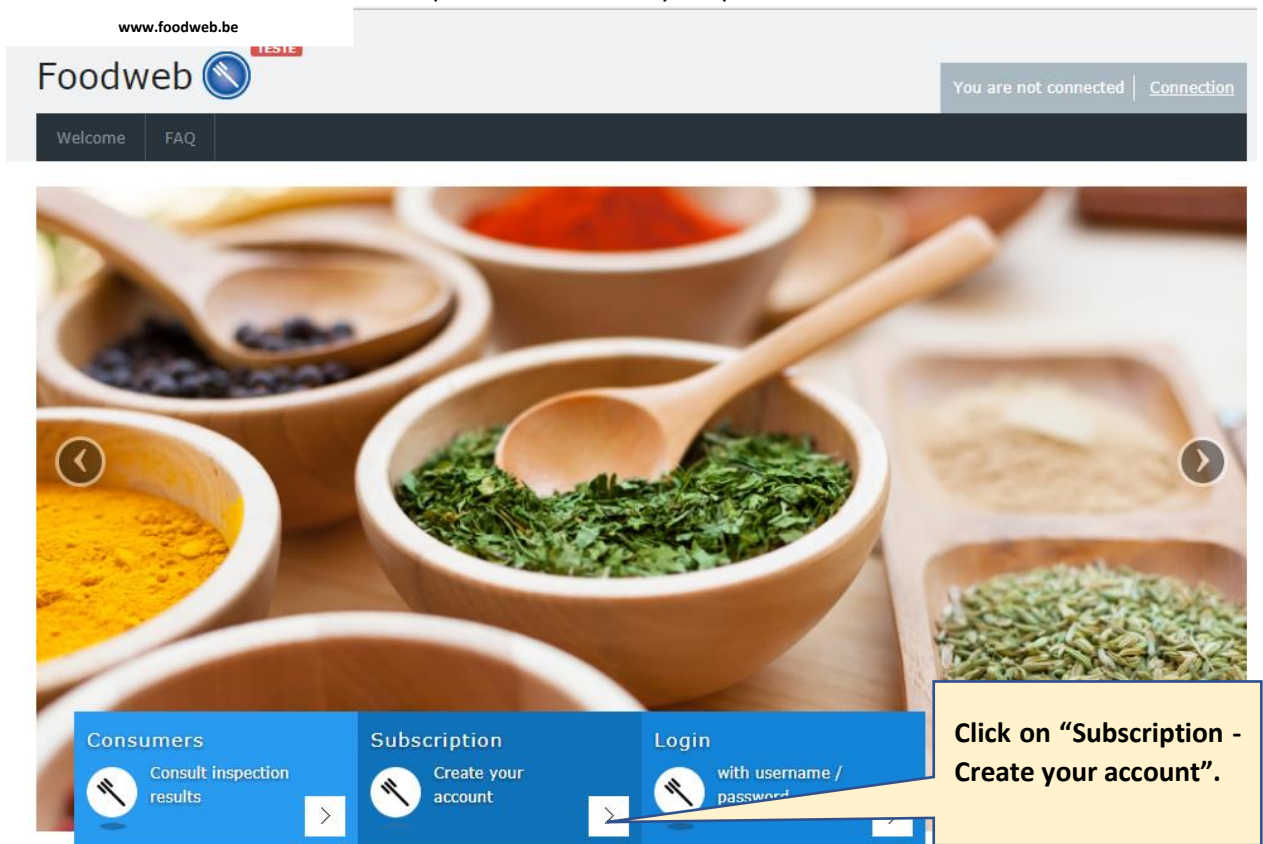 www.foodweb.be
TESTE
Foodweb
You are not connected
Connection
Welcome
FAQ
Consumers
Consult inspection
results
Subscription
Create your
account
Login
with username /
password
Click on “Subscription -
Create your account”.